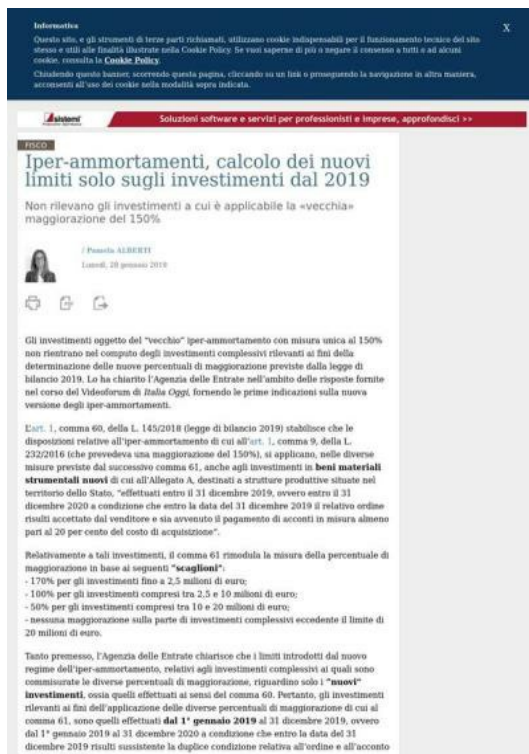 Informativa
Questo sito, e gli strumenti di terze parti richiamati, utilizzano cookie indispensabili per il funzionamento tecnico del sito
stesso e utili alle finalità illustrate nella Cookie Policy. Se vuoi saperne di più o negare il consenso a tutti o ad alcuni
cookie, consulta la Cookie Policy.
Chiudendo questo banner, scorrendo questa pagina, cliccando su un link o proseguendo la navigazione in altra maniera,
acconsenti all'uso dei cookie nella modalità sopra indicata.
X
sistemi Soluzioni software e servizi per professionisti e imprese, approfondisci >>
FISCO
Iper-ammortamenti, calcolo dei nuovi
limiti solo sugli investimenti dal 2019
Non rilevano gli investimenti a cui è applicabile la «vecchia»
maggiorazione del 150%
/ Pamela ALBERTI
Lunedì, 28 gennaio 2019
Gli investimenti oggetto del "vecchio" iper-ammortamento con misura unica al 150%
non rientrano nel computo degli investimenti complessivi rilevanti ai fini della
determinazione delle nuove percentuali di maggiorazione previste dalla legge di
bilancio 2019. Lo ha chiarito l'Agenzia delle Entrate nell'ambito delle risposte fornite
nel corso del Videoforum di Italia Oggi, fornendo le prime indicazioni sulla nuova
versione degli iper-ammortamenti.
L'art. 1, comma 60, della L. 145/2018 (legge di bilancio 2019) stabilisce che le
disposizioni relative all'iper-ammortamento di cui all'art. 1, comma 9, della L.
232/2016 (che prevedeva una maggiorazione del 150%), si applicano, nelle diverse
misure previste dal successivo comma 61, anche agli investimenti in beni materiali
strumentali nuovi di cui all'Allegato A, destinati a strutture produttive situate nel
territorio dello Stato, "effettuati entro il 31 dicembre 2019, ovvero entro il 31
dicembre 2020 a condizione che entro la data del 31 dicembre 2019 il relativo ordine
risulti accettato dal venditore e sia avvenuto il pagamento di acconti in misura almeno
pari al 20 per cento del costo di acquisizione".
Relativamente a tali investimenti, il comma 61 rimodula la misura della percentuale di
maggiorazione in base ai seguenti "scaglioni":
- 170% per gli investimenti fino a 2,5 milioni di euro;
- 100% per gli investimenti compresi tra 2,5 e 10 milioni di euro;
- 50% per gli investimenti compresi tra 10 e 20 milioni di euro;
- nessuna maggiorazione sulla parte di investimenti complessivi eccedente il limite di
20 milioni di euro.
Tanto premesso, l'Agenzia delle Entrate chiarisce che i limiti introdotti dal nuovo
regime dell'iper-ammortamento, relativi agli investimenti complessivi ai quali sono
commisurate le diverse percentuali di maggiorazione, riguardino solo i "nuovi"
investimenti, ossia quelli effettuati ai sensi del comma 60. Pertanto, gli investimenti
rilevanti ai fini dell'applicazione delle diverse percentuali di maggiorazione di cui al
comma 61, sono quelli effettuati dal 1° gennaio 2019 al 31 dicembre 2019, ovvero
dal 1° gennaio 2019 al 31 dicembre 2020 a condizione che entro la data del 31
dicembre 2019 risulti sussistente la duplice condizione relativa all'ordine e all'acconto